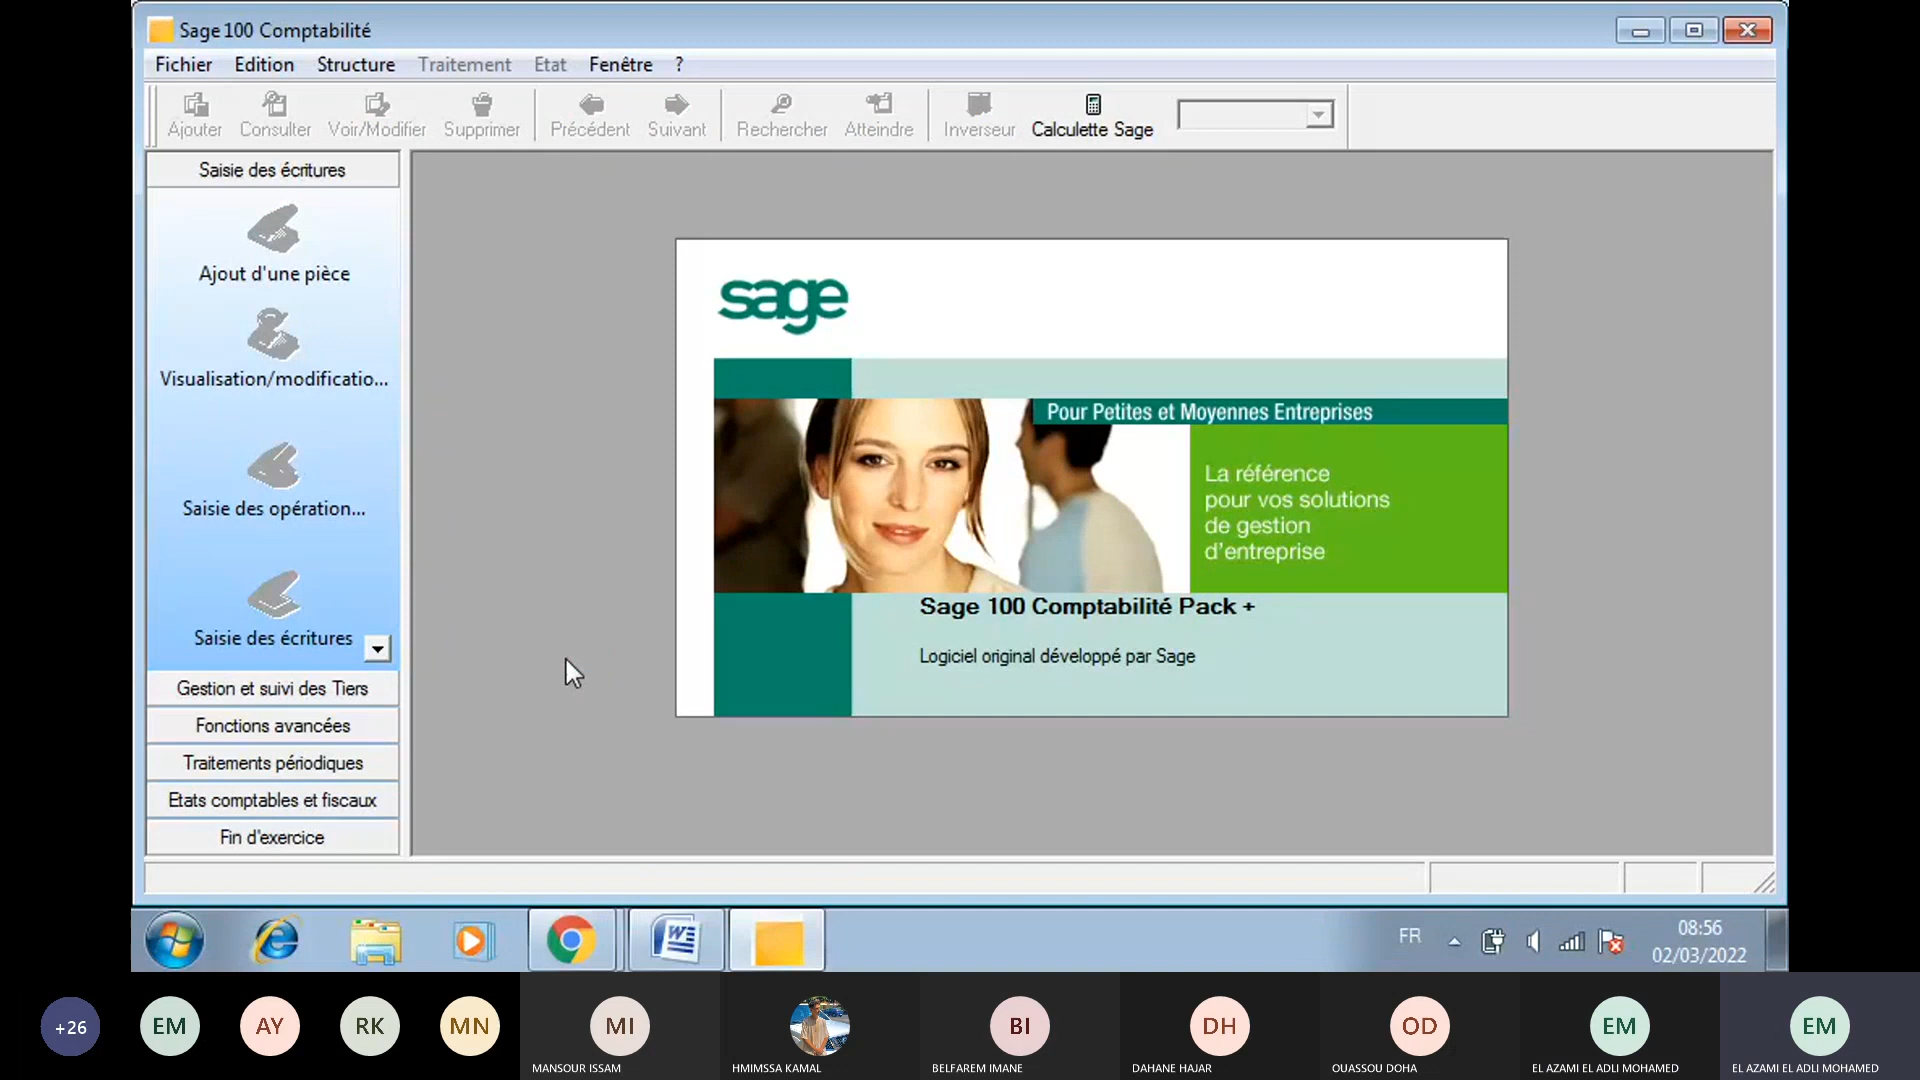 Sage 100 Comptabilité
Fichier Edition Structure Traitement Etat Fenêtre ?
Ajouter Consulter Voir/Modifier Supprimer Précédent Suivant Rechercher Atteindre Inverseur Calculette Sage
Saisie des écritures
Ajout d'une pièce
Visualisation/modificatio...
Saisie des opération...
Saisie des écritures
Gestion et suivi des Tiers
Fonctions avancées
Traitements périodiques
Etats comptables et fiscaux
Fin d'exercice
sage
Pour Petites et Moyennes Entreprises
La référence
pour vos solutions
de gestion
d'entreprise
Sage 100 Comptabilité Pack +
Logiciel original développé par Sage
FR
08:56
02/03/2022
+26 EM AY RK MN MI BI DH OD EM EM
MANSOUR ISSAM HMIMSSA KAMAL BELFAREM IMANE DAHANE HAJAR OUASSOU DOHA EL AZAMI EL ADLI MOHAMED EL AZAMI EL ADLI MOHAMED